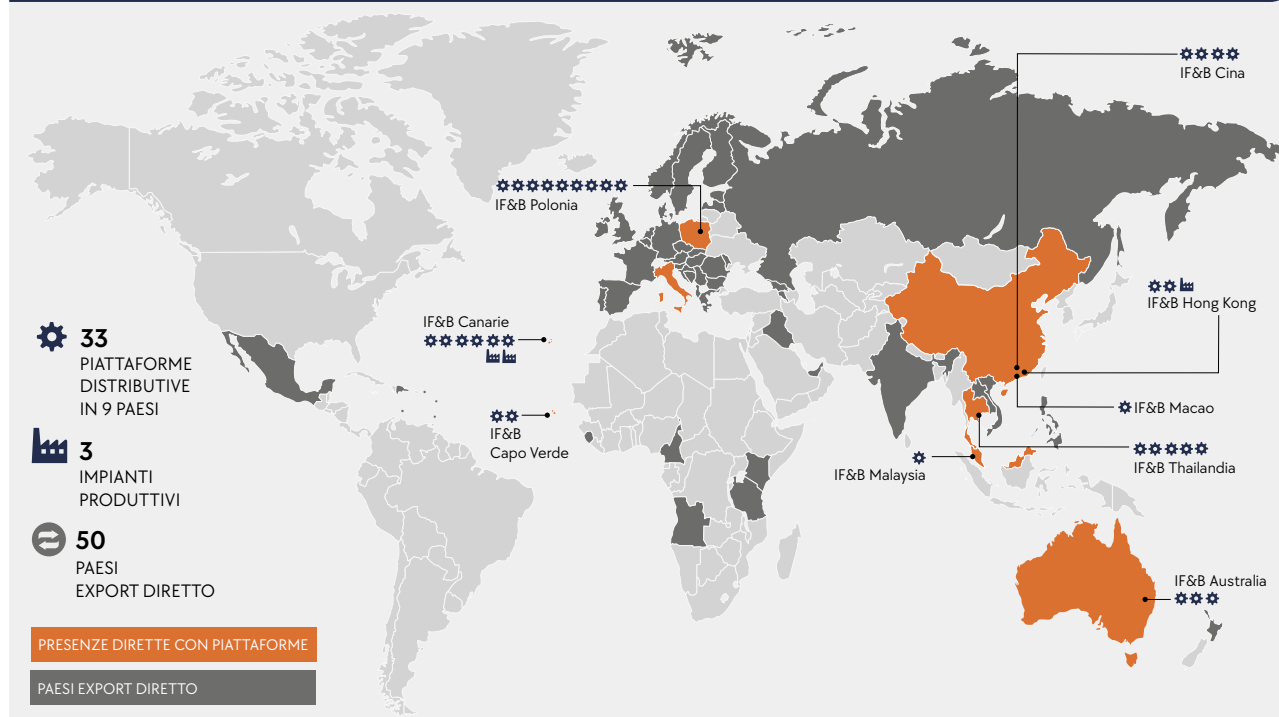 IF&B Cina
IF&B Polonia
IF&B Hong Kong
IF&B Canarie
33
PIATTAFORME
DISTRIBUTIVE
IN 9 PAESI
IF&B Macao
IF&B
Capo Verde
3
IMPIANTI
PRODUTTIVI
IF&B Thailandia
IF&B Malaysia
50
PAESI
EXPORT DIRETTO
IF&B Australia
PRESENZE DIRETTE CON PIATTAFORME
PAESI EXPORT DIRETTO